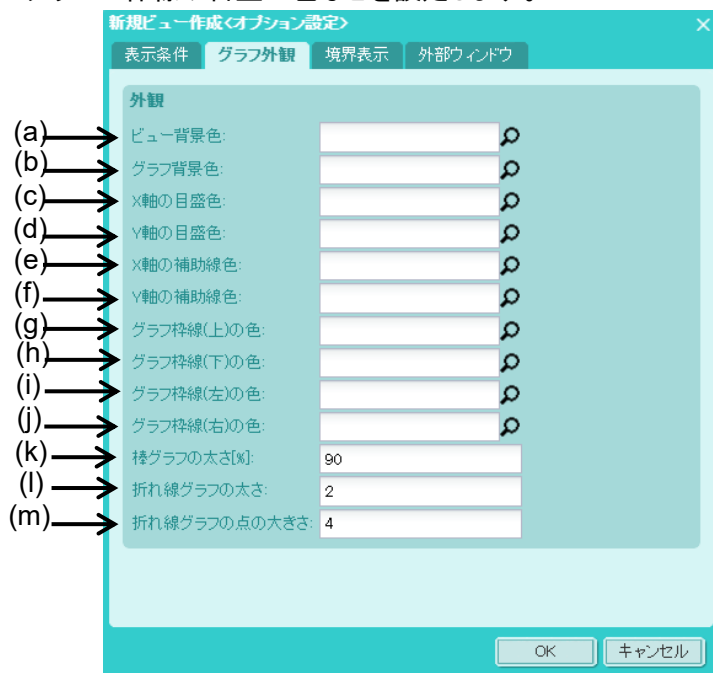 新規ビュー作成<オプション設定>
表示条件 グラフ外観 境界表示 外部ウィンドウ
外観
(a) ビュー背景色:
(b) グラフ背景色:
(c) X軸の目盛色:
(d) Y軸の目盛色:
(e) X軸の補助線色:
(f) Y軸の補助線色:
(g) グラフ枠線(上)の色:
(h) グラフ枠線(下)の色:
(i) グラフ枠線(左)の色:
(j) グラフ枠線(右)の色:
(k) 棒グラフの太さ[%]: 90
(l) 折れ線グラフの太さ: 2
(m) 折れ線グラフの点の大きさ: 4
OK キャンセル